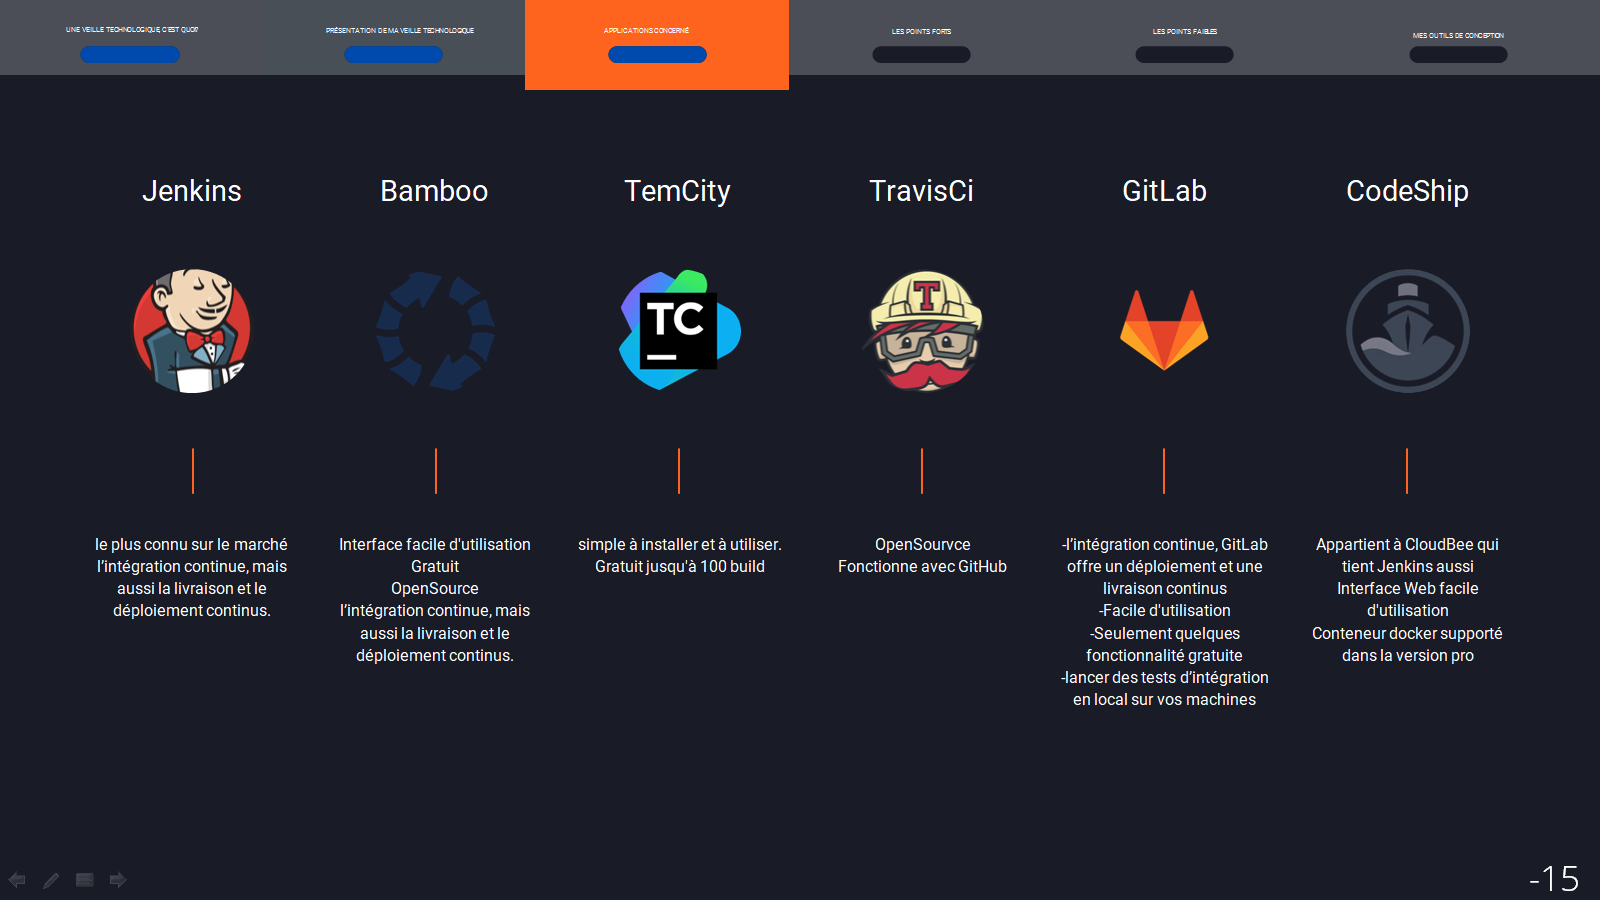 UNE VEILLE TECHNOLOGIQUE, C'EST QUOI?
PRÉSENTATION DE MA VEILLE TECHNOLOGIQUE
APPLICATIONS CONCERNÉ
LES POINTS FORTS
LES POINTS FAIBLES
MES OUTILS DE CONCEPTION
Jenkins
Bamboo
TemCity
TravisCi
GitLab
CodeShip
TC
T
le plus connu sur le marché
l’intégration continue, mais
aussi la livraison et le
déploiement continus.
Interface facile d'utilisation
Gratuit
OpenSource
l’intégration continue, mais
aussi la livraison et le
déploiement continus.
simple à installer et à utiliser.
Gratuit jusqu'à 100 build
OpenSourvce
Fonctionne avec GitHub
-l’intégration continue, GitLab
offre un déploiement et une
livraison continus
-Facile d'utilisation
-Seulement quelques
fonctionnalité gratuite
-lancer des tests d’intégration
en local sur vos machines
Appartient à CloudBee qui
tient Jenkins aussi
Interface Web facile
d'utilisation
Conteneur docker supporté
dans la version pro
-15